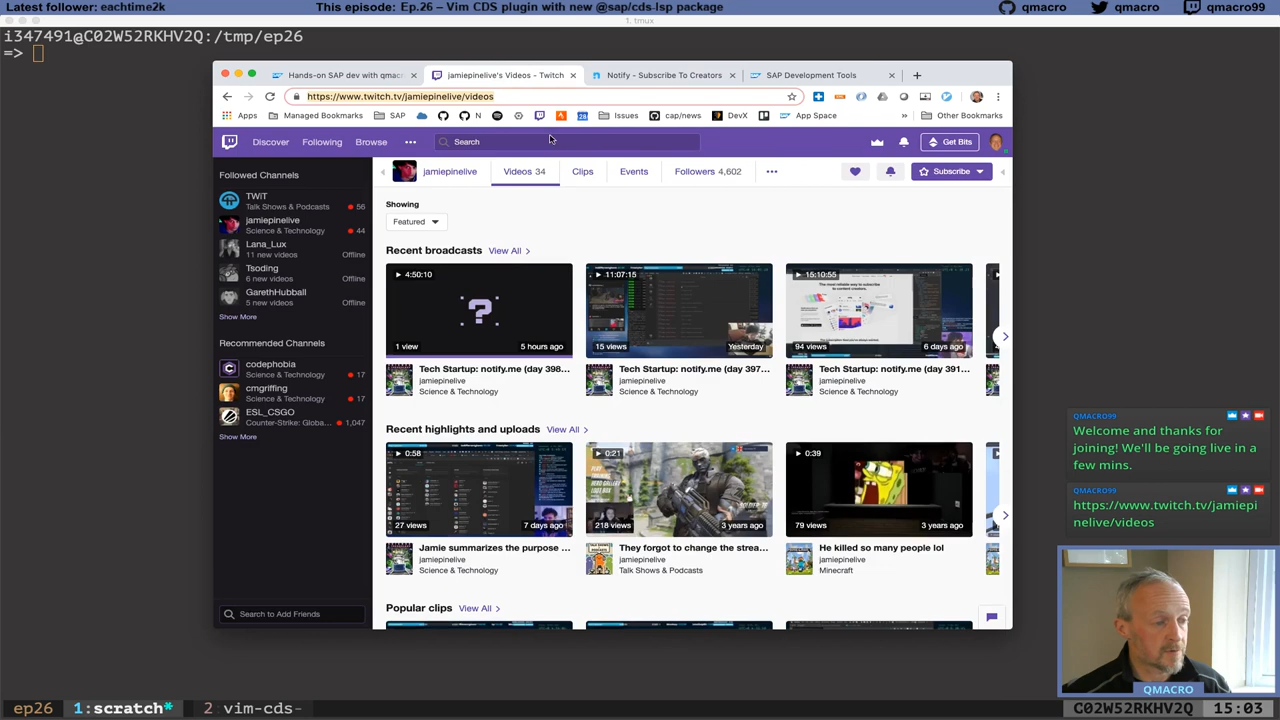 Latest follower: eachtime2k
This episode: Ep.26 – Vim CDS plugin with new @sap/cds-lsp package
qmacro
qmacro
qmacro99
1. tmux
i347491@C02W52RKHV2Q:/tmp/ep26
=>
Hands-on SAP dev with qmacro
jamiepinelive's Videos - Twitch
Notify - Subscribe To Creators
SAP Development Tools
https://www.twitch.tv/jamiepinelive/videos
Apps
Managed Bookmarks
SAP
N
28
Issues
cap/news
DevX
App Space
Other Bookmarks
Discover
Following
Browse
Search
Get Bits
Followed Channels
TWiT
Talk Shows & Podcasts
56
jamiepinelive
Science & Technology
44
Lana_Lux
11 new videos
Offline
Tsoding
6 new videos
Offline
GarethHubball
5 new videos
Offline
Show More
Recommended Channels
codephobia
Science & Technology
17
cmgriffing
Science & Technology
17
ESL_CSGO
Counter-Strike: Globa...
1,047
Show More
Search to Add Friends
jamiepinelive
Videos 34
Clips
Events
Followers 4,602
Subscribe
Showing
Featured
Recent broadcasts
View All
4:50:10
1 view
5 hours ago
Tech Startup: notify.me (day 398...
jamiepinelive
Science & Technology
11:07:15
15 views
Yesterday
Tech Startup: notify.me (day 397...
jamiepinelive
Science & Technology
15:10:55
94 views
6 days ago
Tech Startup: notify.me (day 391...
jamiepinelive
Science & Technology
Recent highlights and uploads
View All
0:58
27 views
7 days ago
Jamie summarizes the purpose ...
jamiepinelive
Science & Technology
0:21
218 views
3 years ago
They forgot to change the strea...
jamiepinelive
Talk Shows & Podcasts
0:39
79 views
3 years ago
He killed so many people lol
jamiepinelive
Minecraft
Popular clips
View All
QMACRO99
Welcome and thanks for
joining! We'll be going live in a
few mins.
QMACRO99
https://www.twitch.tv/jamiepi
nelive/videos
QMACRO
ep26
1:scratch*
2:vim-cds-
C02W52RKHV2Q
15:03